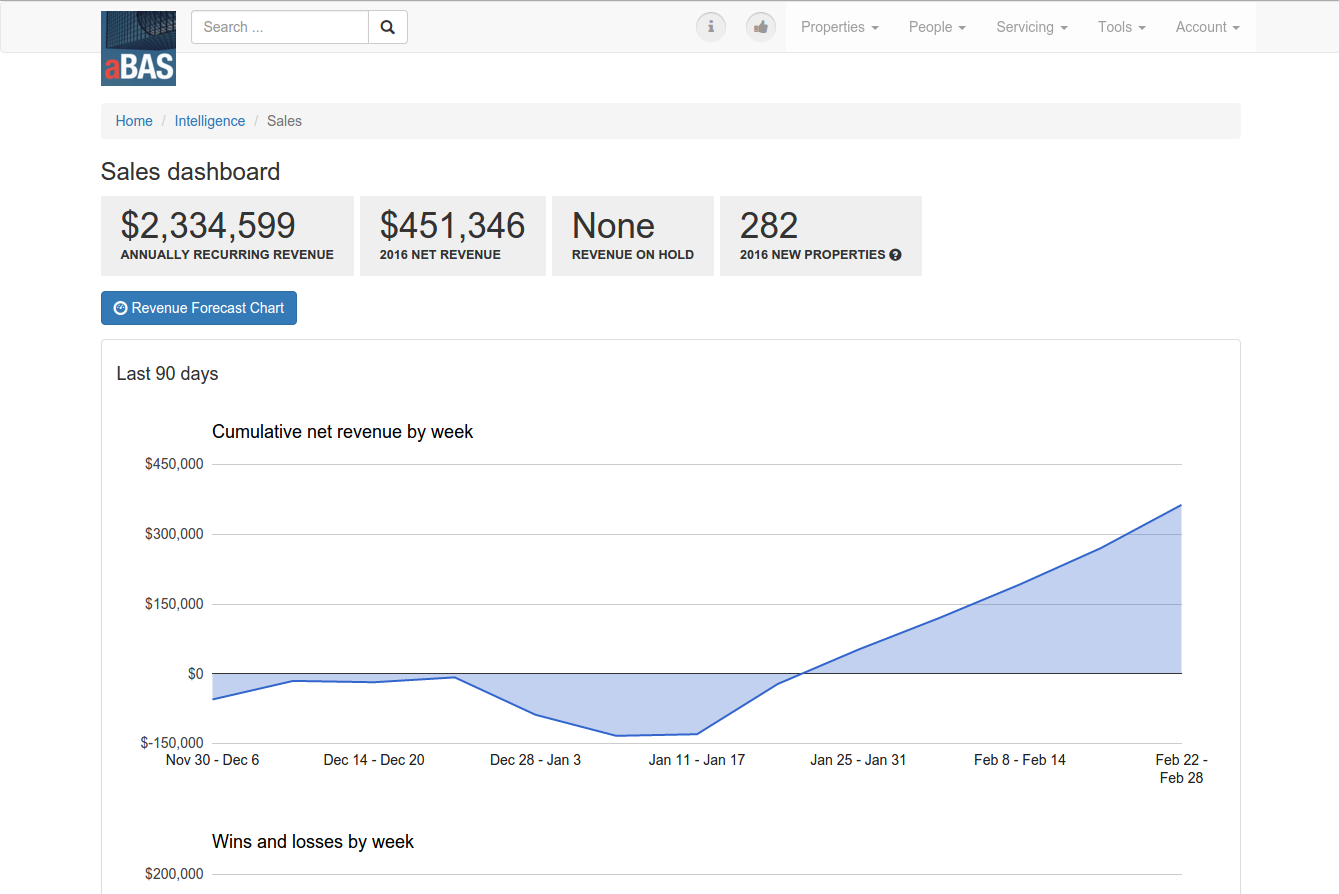 aBAS
Search ...
Properties
People
Servicing
Tools
Account
Home / Intelligence / Sales
Sales dashboard
$2,334,599
ANNUALLY RECURRING REVENUE
$451,346
2016 NET REVENUE
None
REVENUE ON HOLD
282
2016 NEW PROPERTIES ?
Revenue Forecast Chart
Last 90 days
Cumulative net revenue by week
$450,000
$300,000
$150,000
$0
$-150,000
Nov 30 - Dec 6
Dec 14 - Dec 20
Dec 28 - Jan 3
Jan 11 - Jan 17
Jan 25 - Jan 31
Feb 8 - Feb 14
Feb 22 -
Feb 28
Wins and losses by week
$200,000